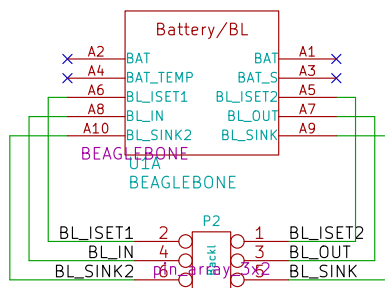 Battery/BL
A2 BAT BAT A1
A4 BAT_TEMP BAT_S A3
A6 BL_ISET1 BL_ISET2 A5
A8 BL_IN BL_OUT A7
A10 BL_SINK2 BL_SINK A9
BEAGLEBONE
U1A
BEAGLEBONE
P2
BL_ISET1 2 1 BL_ISET2
BL_IN 4 3 BL_OUT
BL_SINK2 6 5 BL_SINK
Backl
pin_array_3x2